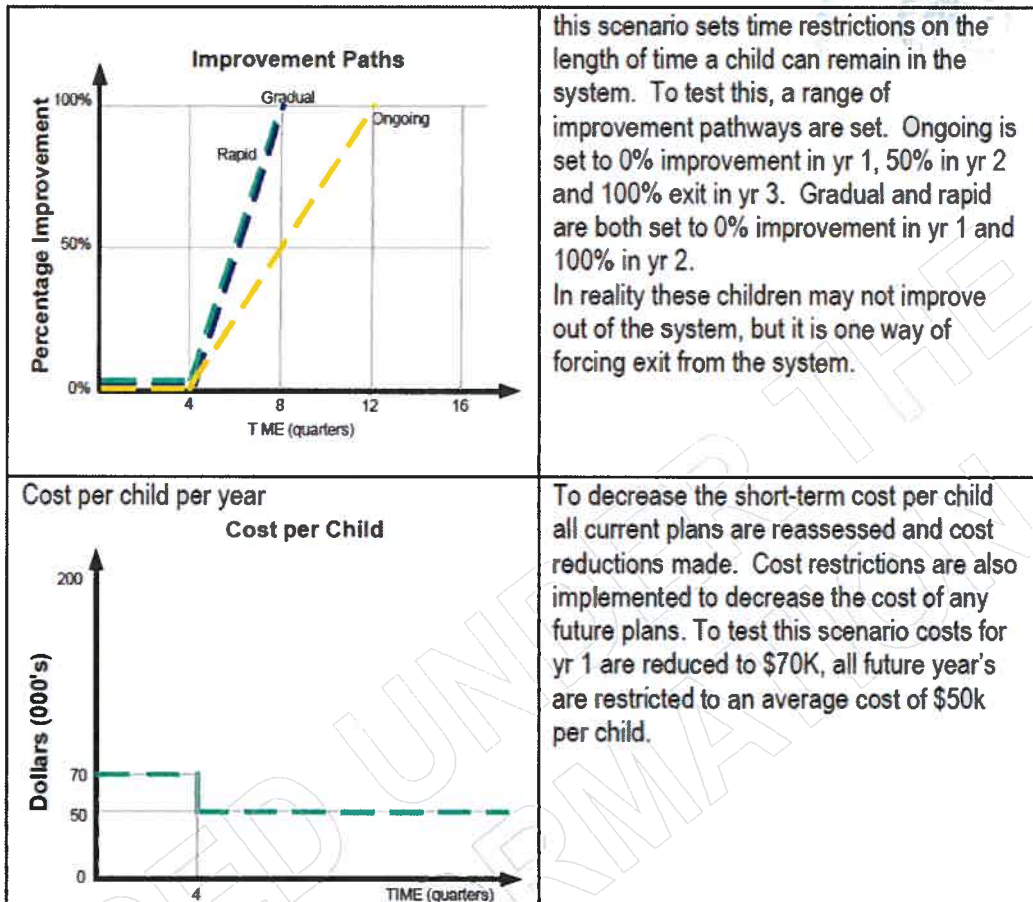 Improvement Paths
Percentage Improvement
100%
50%
0%
Gradual
Rapid
Ongoing
4 8 12 16
T ME (quarters)
this scenario sets time restrictions on the
length of time a child can remain in the
system. To test this, a range of
improvement pathways are set. Ongoing is
set to 0% improvement in yr 1, 50% in yr 2
and 100% exit in yr 3. Gradual and rapid
are both set to 0% improvement in yr 1 and
100% in yr 2.
In reality these children may not improve
out of the system, but it is one way of
forcing exit from the system.
Cost per child per year
Cost per Child
Dollars (000's)
200
70
50
0
4
TIME (quarters)
To decrease the short-term cost per child
all current plans are reassessed and cost
reductions made. Cost restrictions are also
implemented to decrease the cost of any
future plans. To test this scenario costs for
yr 1 are reduced to $70K, all future year's
are restricted to an average cost of $50k
per child.
UNDER THE